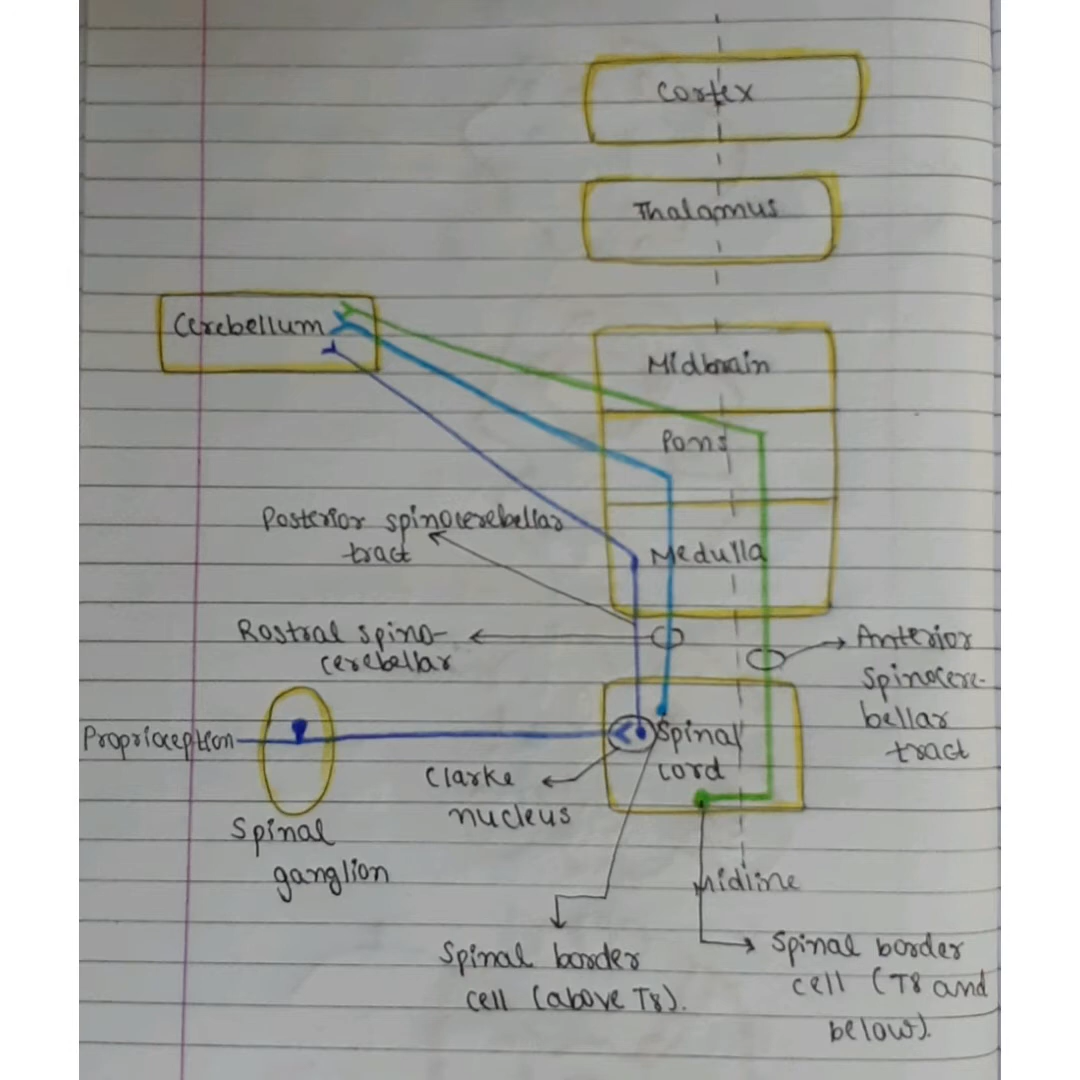 Cortex
Thalamus
Cerebellum
Midbrain
Pons
Medulla
Posterior spinocerebellar
tract
Rostral spino-
cerebellar
Anterior
Spinocere-
bellar
tract
Proprioception
Spinal
cord
Clarke
nucleus
Spinal
ganglion
Midline
Spinal border
cell (above T8).
Spinal border
cell (T8 and
below).